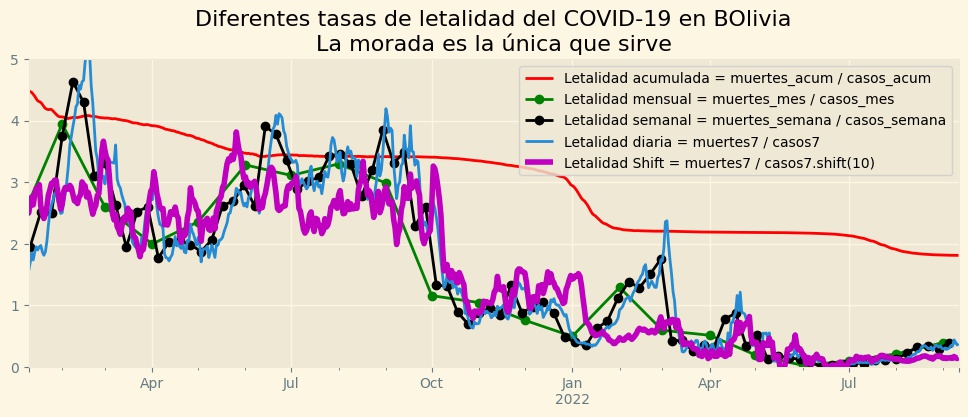 Diferentes tasas de letalidad del COVID-19 en BOlivia
La morada es la única que sirve
5
4
3
2
1
0
Letalidad acumulada = muertes_acum / casos_acum
Letalidad mensual = muertes_mes / casos_mes
Letalidad semanal = muertes_semana / casos_semana
Letalidad diaria = muertes7 / casos7
Letalidad Shift = muertes7 / casos7.shift(10)
Apr
Jul
Oct
Jan
2022
Apr
Jul